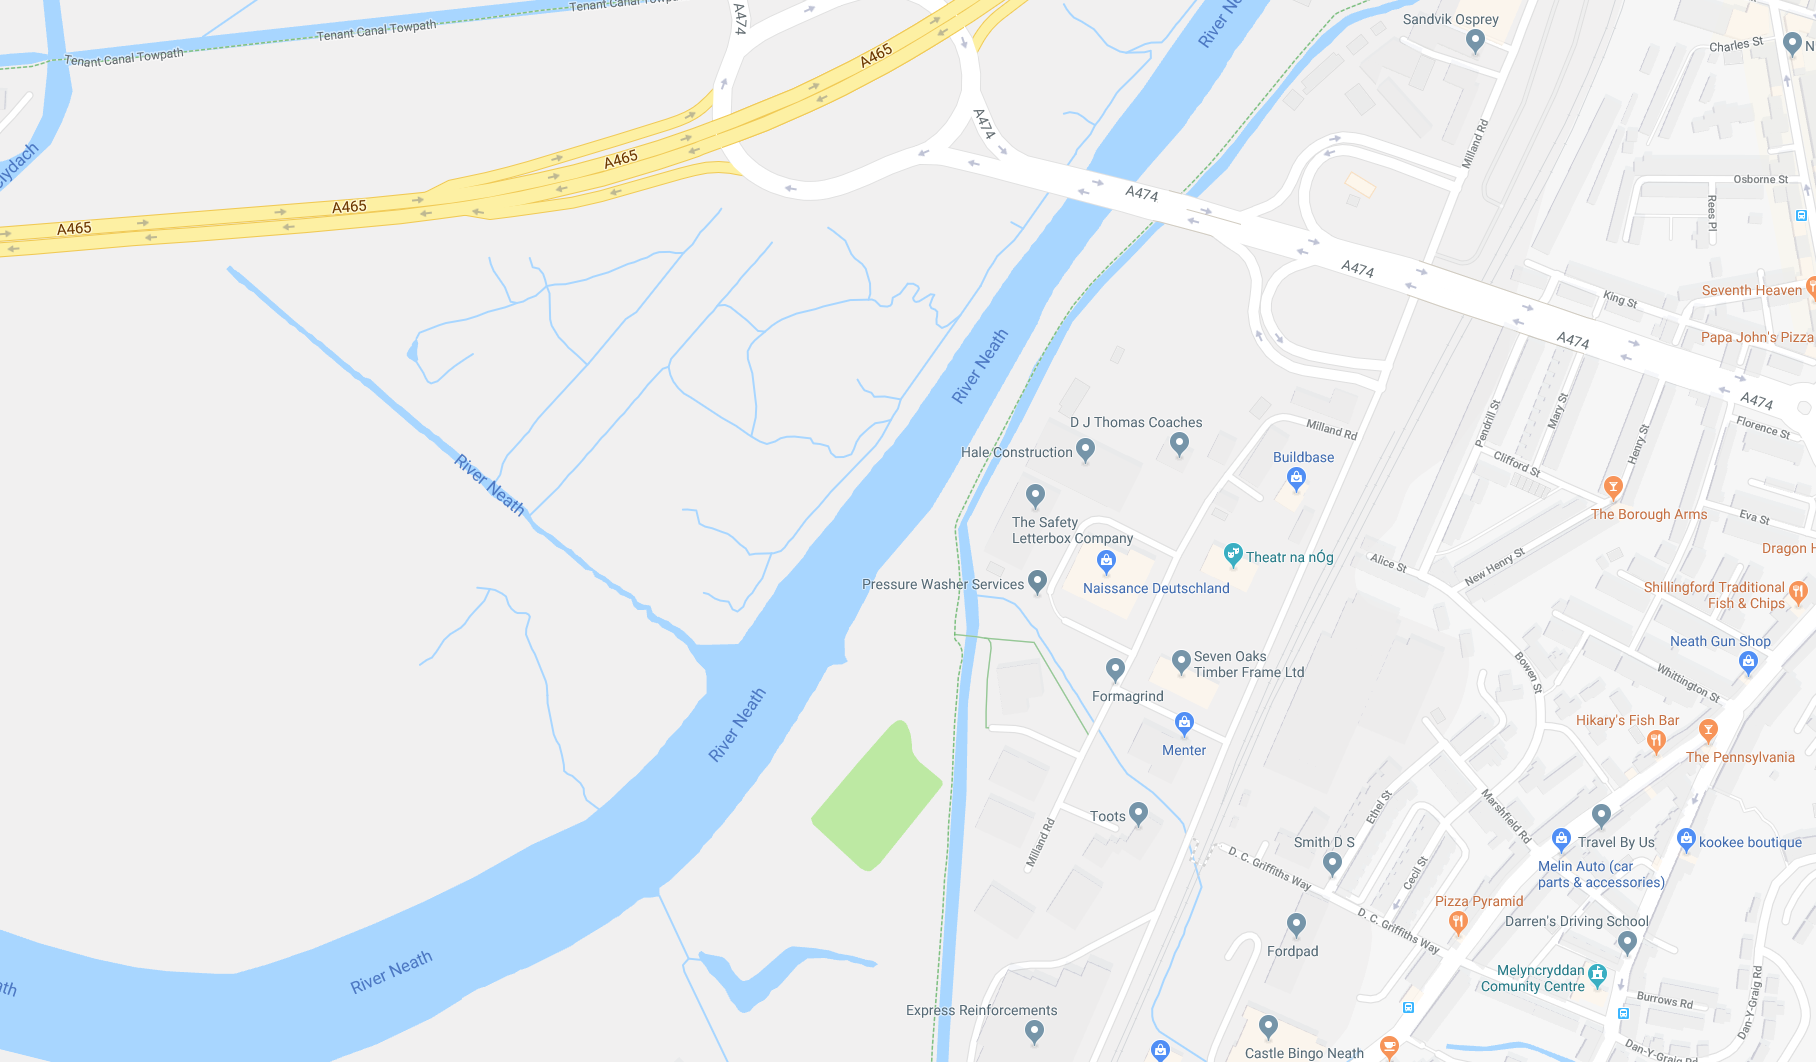 Tenant Canal Towpath
Tenant Canal Towpath
Tenant Canal Towpath
A474
A465
Sandvik Osprey
Charles St
N
Clydach
A465
A474
Milland Rd
Osborne St
Rees Pl
A465
A465
A474
A474
King St
Seventh Heaven
Papa John's Pizza
A474
A474
River Neath
D J Thomas Coaches
Hale Construction
Milland Rd
Buildbase
Pendrill St
Mary St
Henry St
Florence St
Clifford St
River Neath
The Borough Arms
Eva St
The Safety
Letterbox Company
Theatr na nÓg
Alice St
New Henry St
Dragon H
Pressure Washer Services
Naissance Deutschland
Shillingford Traditional
Fish & Chips
Neath Gun Shop
Seven Oaks
Timber Frame Ltd
Bowen St
Whittington St
Formagrind
River Neath
Hikary's Fish Bar
The Pennsylvania
Menter
Toots
Milland Rd
Ethel St
Marshfield Rd
Smith D S
Travel By Us
kookee boutique
Melin Auto (car
parts & accessories)
D. C. Griffiths Way
Cecil St
Pizza Pyramid
D. C. Griffiths Way
Darren's Driving School
Fordpad
River Neath
Melyncryddan
Comunity Centre
Burrows Rd
Dan-Y-Graig Rd
Express Reinforcements
Castle Bingo Neath
Dan-Y-Graig Rd